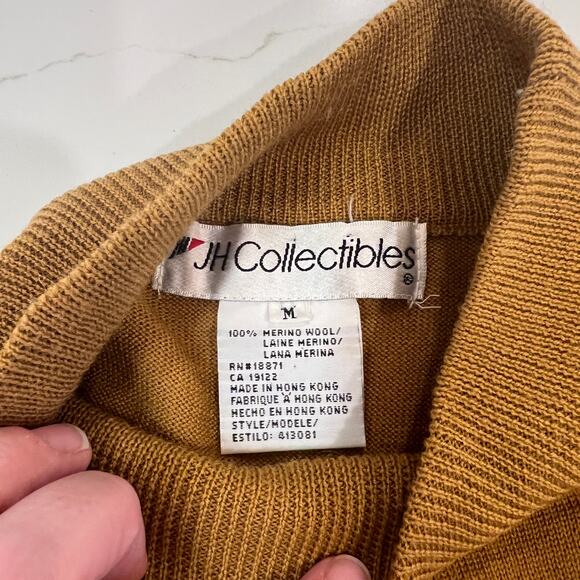 JH Collectibles ®
M
100% MERINO WOOL/
LAINE MERINO/
LANA MERINA
RN#18871
CA 19122
MADE IN HONG KONG
FABRIQUE À HONG KONG
HECHO EN HONG KONG
STYLE/MODELE/
ESTILO: 413081